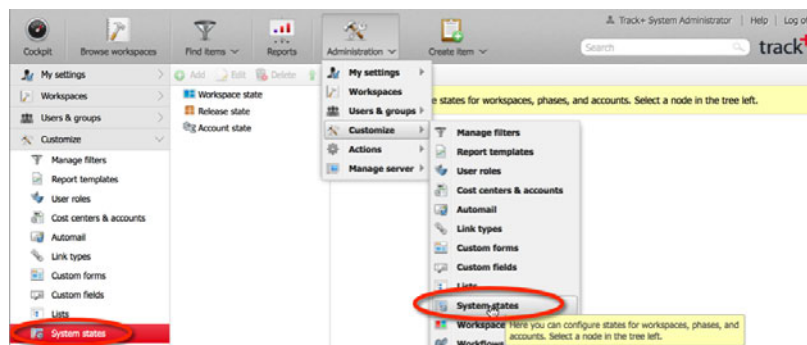 Track+ System Administrator | Help | Log
Cockpit Browse workspaces Find items Reports Administration Create item Search track+
My settings
Workspaces
Users & groups
Customize
Manage filters
Report templates
User roles
Cost centers & accounts
Automail
Link types
Custom forms
Custom fields
Lists
System states
Add Edit Delete
Workspace state
Release state
Account state
My settings
Workspaces
Users & groups
Customize
Actions
Manage server
e states for workspaces, phases, and accounts. Select a node in the tree left.
Manage filters
Report templates
User roles
Cost centers & accounts
Automail
Link types
Custom forms
Custom fields
Lists
System states
Workspace
Workflows
Here you can configure states for workspaces, phases, and
accounts. Select a node in the tree left.